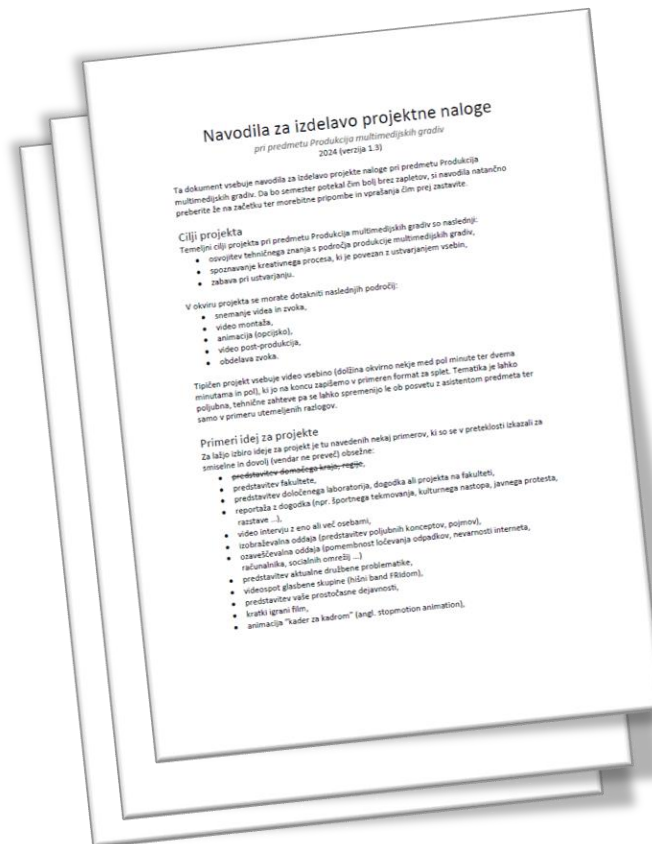 Navodila za izdelavo projektne naloge
pri predmetu Produkcija multimedijskih gradiv
2024 (verzija 1.3)
Ta dokument vsebuje navodila za izdelavo projekte naloge pri predmetu Produkcija
multimedijskih gradiv. Da bo semester potekal čim bolj brez zapletov, si navodila natančno
preberite že na začetku ter morebitne pripombe in vprašanja čim prej zastavite.
Cilji projekta
Temeljni cilji projekta pri predmetu Produkcija multimedijskih gradiv so naslednji:
• osvojitev tehničnega znanja s področja produkcije multimedijskih gradiv,
• spoznavanje kreativnega procesa, ki je povezan z ustvarjanjem vsebin,
• zabava pri ustvarjanju.
V okviru projekta se morate dotakniti naslednjih področij:
• snemanje videa in zvoka,
• video montaža,
• animacija (opcijsko),
• video post-produkcija,
• obdelava zvoka.
Tipičen projekt vsebuje video vsebino (dolžina okvirno nekje med pol minute ter dvema
minutama in pol), ki jo na koncu zapišemo v primeren format za splet. Tematika je lahko
poljubna, tehnične zahteve pa se lahko spremenijo le ob posvetu z asistentom predmeta ter
samo v primeru utemeljenih razlogov.
Primeri idej za projekte
Za lažjo izbiro ideje za projekt je tu navedenih nekaj primerov, ki so se v preteklosti izkazali za
smiselne in dovolj (vendar ne preveč) obsežne:
• predstavitev domačega kraja, regije,
• predstavitev fakultete,
• predstavitev določenega laboratorija, dogodka ali projekta na fakulteti,
• reportaža z dogodka (npr. športnega tekmovanja, kulturnega nastopa, javnega protesta,
razstave ...),
• video intervju z eno ali več osebami,
• izobraževalna oddaja (predstavitev poljubnih konceptov, pojmov),
• ozaveščevalna oddaja (pomembnost ločevanja odpadkov, nevarnosti interneta,
računalnika, socialnih omrežij ...)
• predstavitev aktualne družbene problematike,
• videospot glasbene skupine (hišni band FRIdom),
• predstavitev vaše prostočasne dejavnosti,
• kratki igrani film,
• animacija "kader za kadrom" (angl. stopmotion animation),